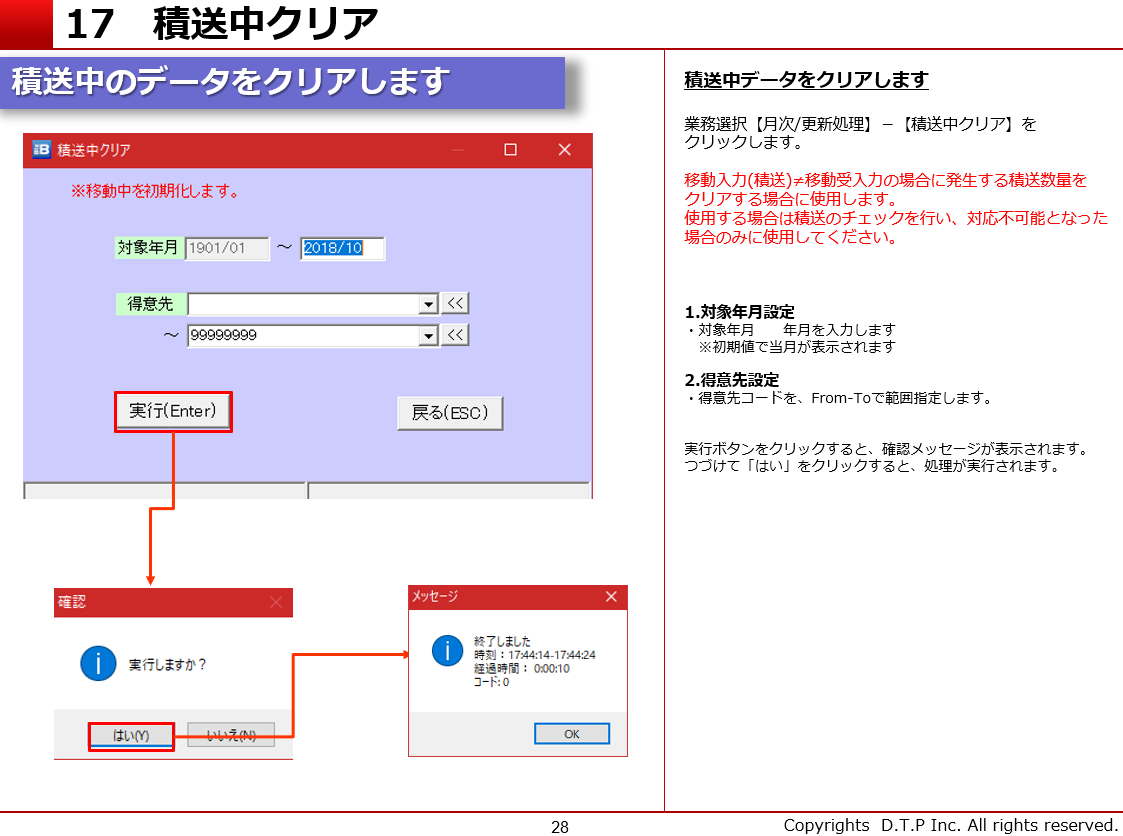 17　積送中クリア
積送中のデータをクリアします
積送中クリア
※移動中を初期化します。
対象年月 1901/01 ～ 2018/10
得意先 <<
～ 99999999 <<
実行(Enter) 戻る(ESC)
確認
実行しますか？
はい(Y) いいえ(N)
メッセージ
終了しました
時刻：17:44:14-17:44:24
経過時間： 0:00:10
コード: 0
OK
積送中データをクリアします
業務選択【月次/更新処理】－【積送中クリア】を
クリックします。
移動入力(積送)≠移動受入力の場合に発生する積送数量を
クリアする場合に使用します。
使用する場合は積送のチェックを行い、対応不可能となった
場合のみに使用してください。
1.対象年月設定
・対象年月　　年月を入力します
※初期値で当月が表示されます
2.得意先設定
・得意先コードを、From-Toで範囲指定します。
実行ボタンをクリックすると、確認メッセージが表示されます。
つづけて「はい」をクリックすると、処理が実行されます。
28
Copyrights D.T.P Inc. All rights reserved.